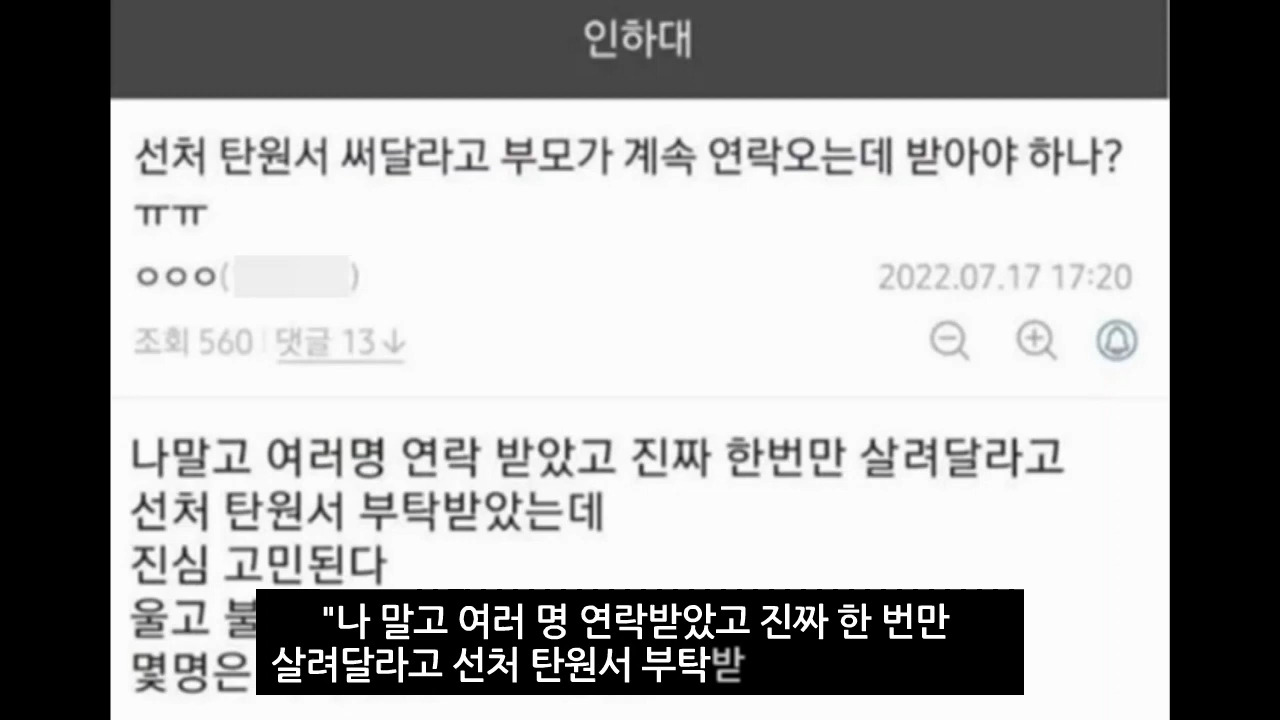 인하대
선처 탄원서 써달라고 부모가 계속 연락오는데 받아야 하나?
ㅠㅠ
ㅇㅇㅇ( )
2022.07.17 17:20
조회 560 댓글 13↓
나말고 여러명 연락 받았고 진짜 한번만 살려달라고
선처 탄원서 부탁받았는데
진심 고민된다
울고
몇명은
"나 말고 여러 명 연락받았고 진짜 한 번만
살려달라고 선처 탄원서 부탁받